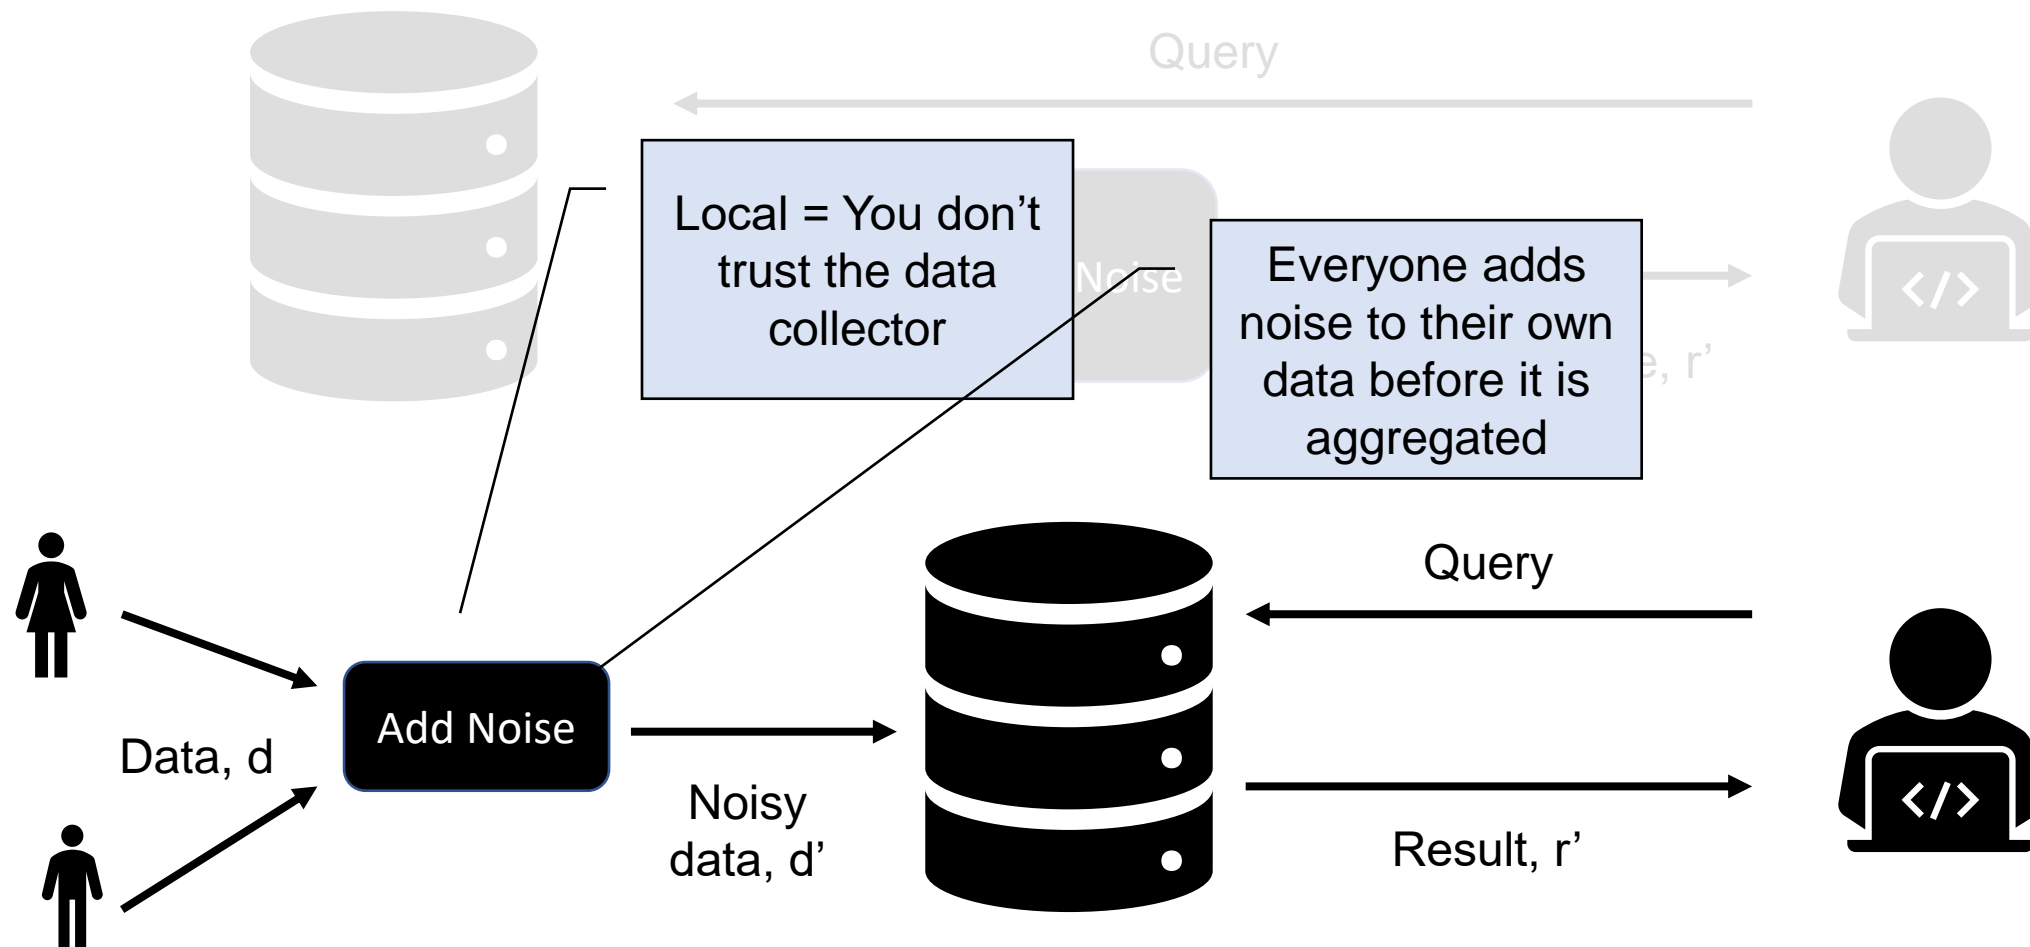 Query
Local = You don’t
trust the data
collector
Noise
Everyone adds
noise to their own
data before it is
aggregated
e, r’
</>
Query
Add Noise
Data, d
Noisy
data, d’
Result, r’
</>